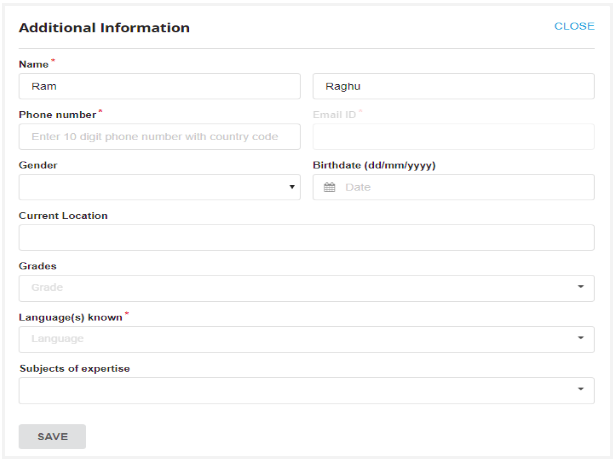 Additional Information CLOSE
Name *
Ram Raghu
Phone number * Email ID *
Enter 10 digit phone number with country code
Gender Birthdate (dd/mm/yyyy)
Date
Current Location
Grades
Grade
Language(s) known *
Language
Subjects of expertise
SAVE